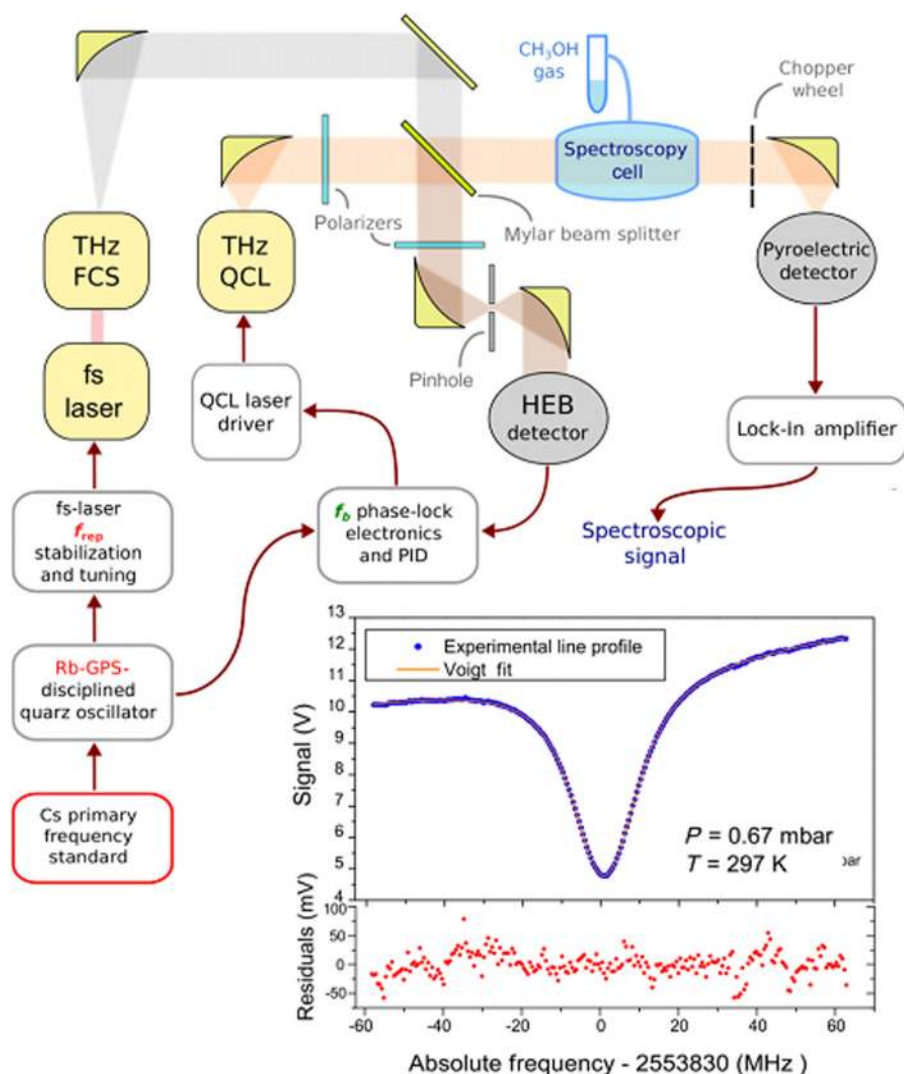 CH₃OH
gas
Chopper
wheel
Spectroscopy
cell
Polarizers
Mylar beam splitter
THz
FCS
THz
QCL
Pyroelectric
detector
Pinhole
fs
laser
QCL laser
driver
HEB
detector
Lock-In amplifier
fs-laser
f_rep
stabilization
and tuning
f_b phase-lock
electronics
and PID
Spectroscopic
signal
Rb-GPS-
disciplined
quarz oscillator
Cs primary
frequency
standard
Experimental line profile
Voigt fit
Signal (V)
13
12
11
10
9
8
7
6
5
4
P = 0.67 mbar
T = 297 K
bar
Residuals (mV)
100
50
0
-50
-60
-40
-20
0
20
40
60
Absolute frequency - 2553830 (MHz )